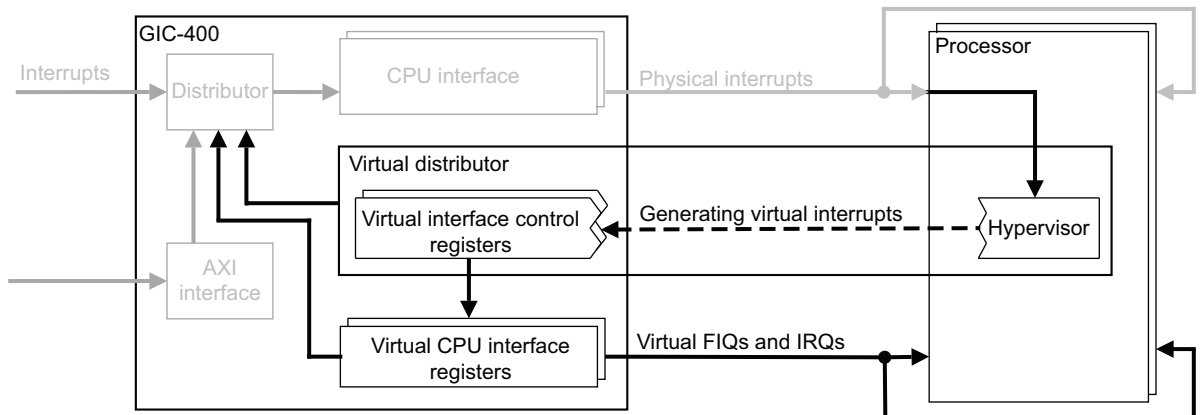 GIC-400
Processor
Interrupts
Distributor
CPU interface
Physical interrupts
Virtual distributor
Virtual interface control
registers
Generating virtual interrupts
Hypervisor
AXI
interface
Virtual CPU interface
registers
Virtual FIQs and IRQs